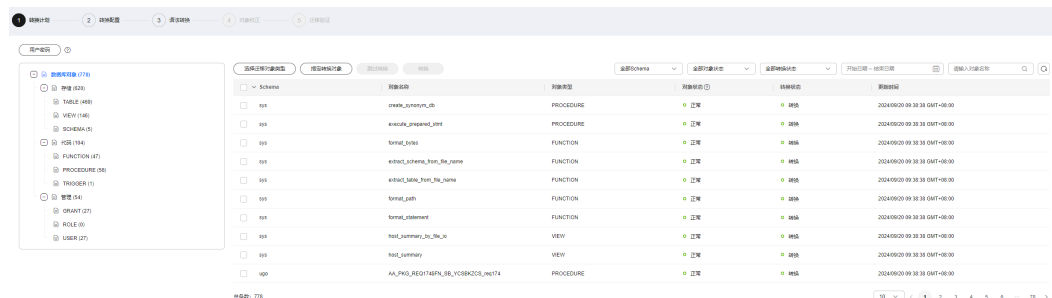 1 转换计划 2 转换配置 3 语法转换 4 对象校正 5 迁移验证
用户密码
数据库对象 (778)
存储 (620)
TABLE (469)
VIEW (146)
SCHEMA (5)
代码 (104)
FUNCTION (47)
PROCEDURE (56)
TRIGGER (1)
管理 (54)
GRANT (27)
ROLE (0)
USER (27)
选择迁移对象类型 指定转换对象 跳过转换 转换 全部Schema 全部对象状态 全部转换状态 开始日期 – 结束日期 请输入对象名称
Schema 对象名称 对象类型 对象状态 转换状态 更新时间
sys create_synonym_db PROCEDURE 正常 转换 2024/09/20 09:38:38 GMT+08:00
sys execute_prepared_stmt PROCEDURE 正常 转换 2024/09/20 09:38:38 GMT+08:00
sys format_bytes FUNCTION 正常 转换 2024/09/20 09:38:38 GMT+08:00
sys extract_schema_from_file_name FUNCTION 正常 转换 2024/09/20 09:38:38 GMT+08:00
sys extract_table_from_file_name FUNCTION 正常 转换 2024/09/20 09:38:38 GMT+08:00
sys format_path FUNCTION 正常 转换 2024/09/20 09:38:38 GMT+08:00
sys format_statement FUNCTION 正常 转换 2024/09/20 09:38:38 GMT+08:00
sys host_summary_by_file_io VIEW 正常 转换 2024/09/20 09:38:38 GMT+08:00
sys host_summary VIEW 正常 转换 2024/09/20 09:38:38 GMT+08:00
ugo AA_PKG_REQ174SFN_SB_YCSBKZCS_req174 PROCEDURE 正常 转换 2024/09/20 09:38:38 GMT+08:00
总条数: 778 10 1 2 3 4 5 6 ... 78